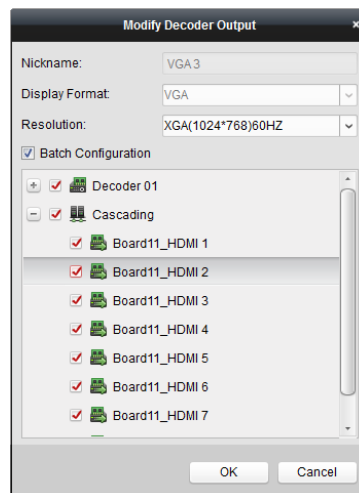 Modify Decoder Output
Nickname: VGA 3
Display Format: VGA
Resolution: XGA(1024*768)60HZ
Batch Configuration
Decoder 01
Cascading
Board11_HDMI 1
Board11_HDMI 2
Board11_HDMI 3
Board11_HDMI 4
Board11_HDMI 5
Board11_HDMI 6
Board11_HDMI 7
OK Cancel